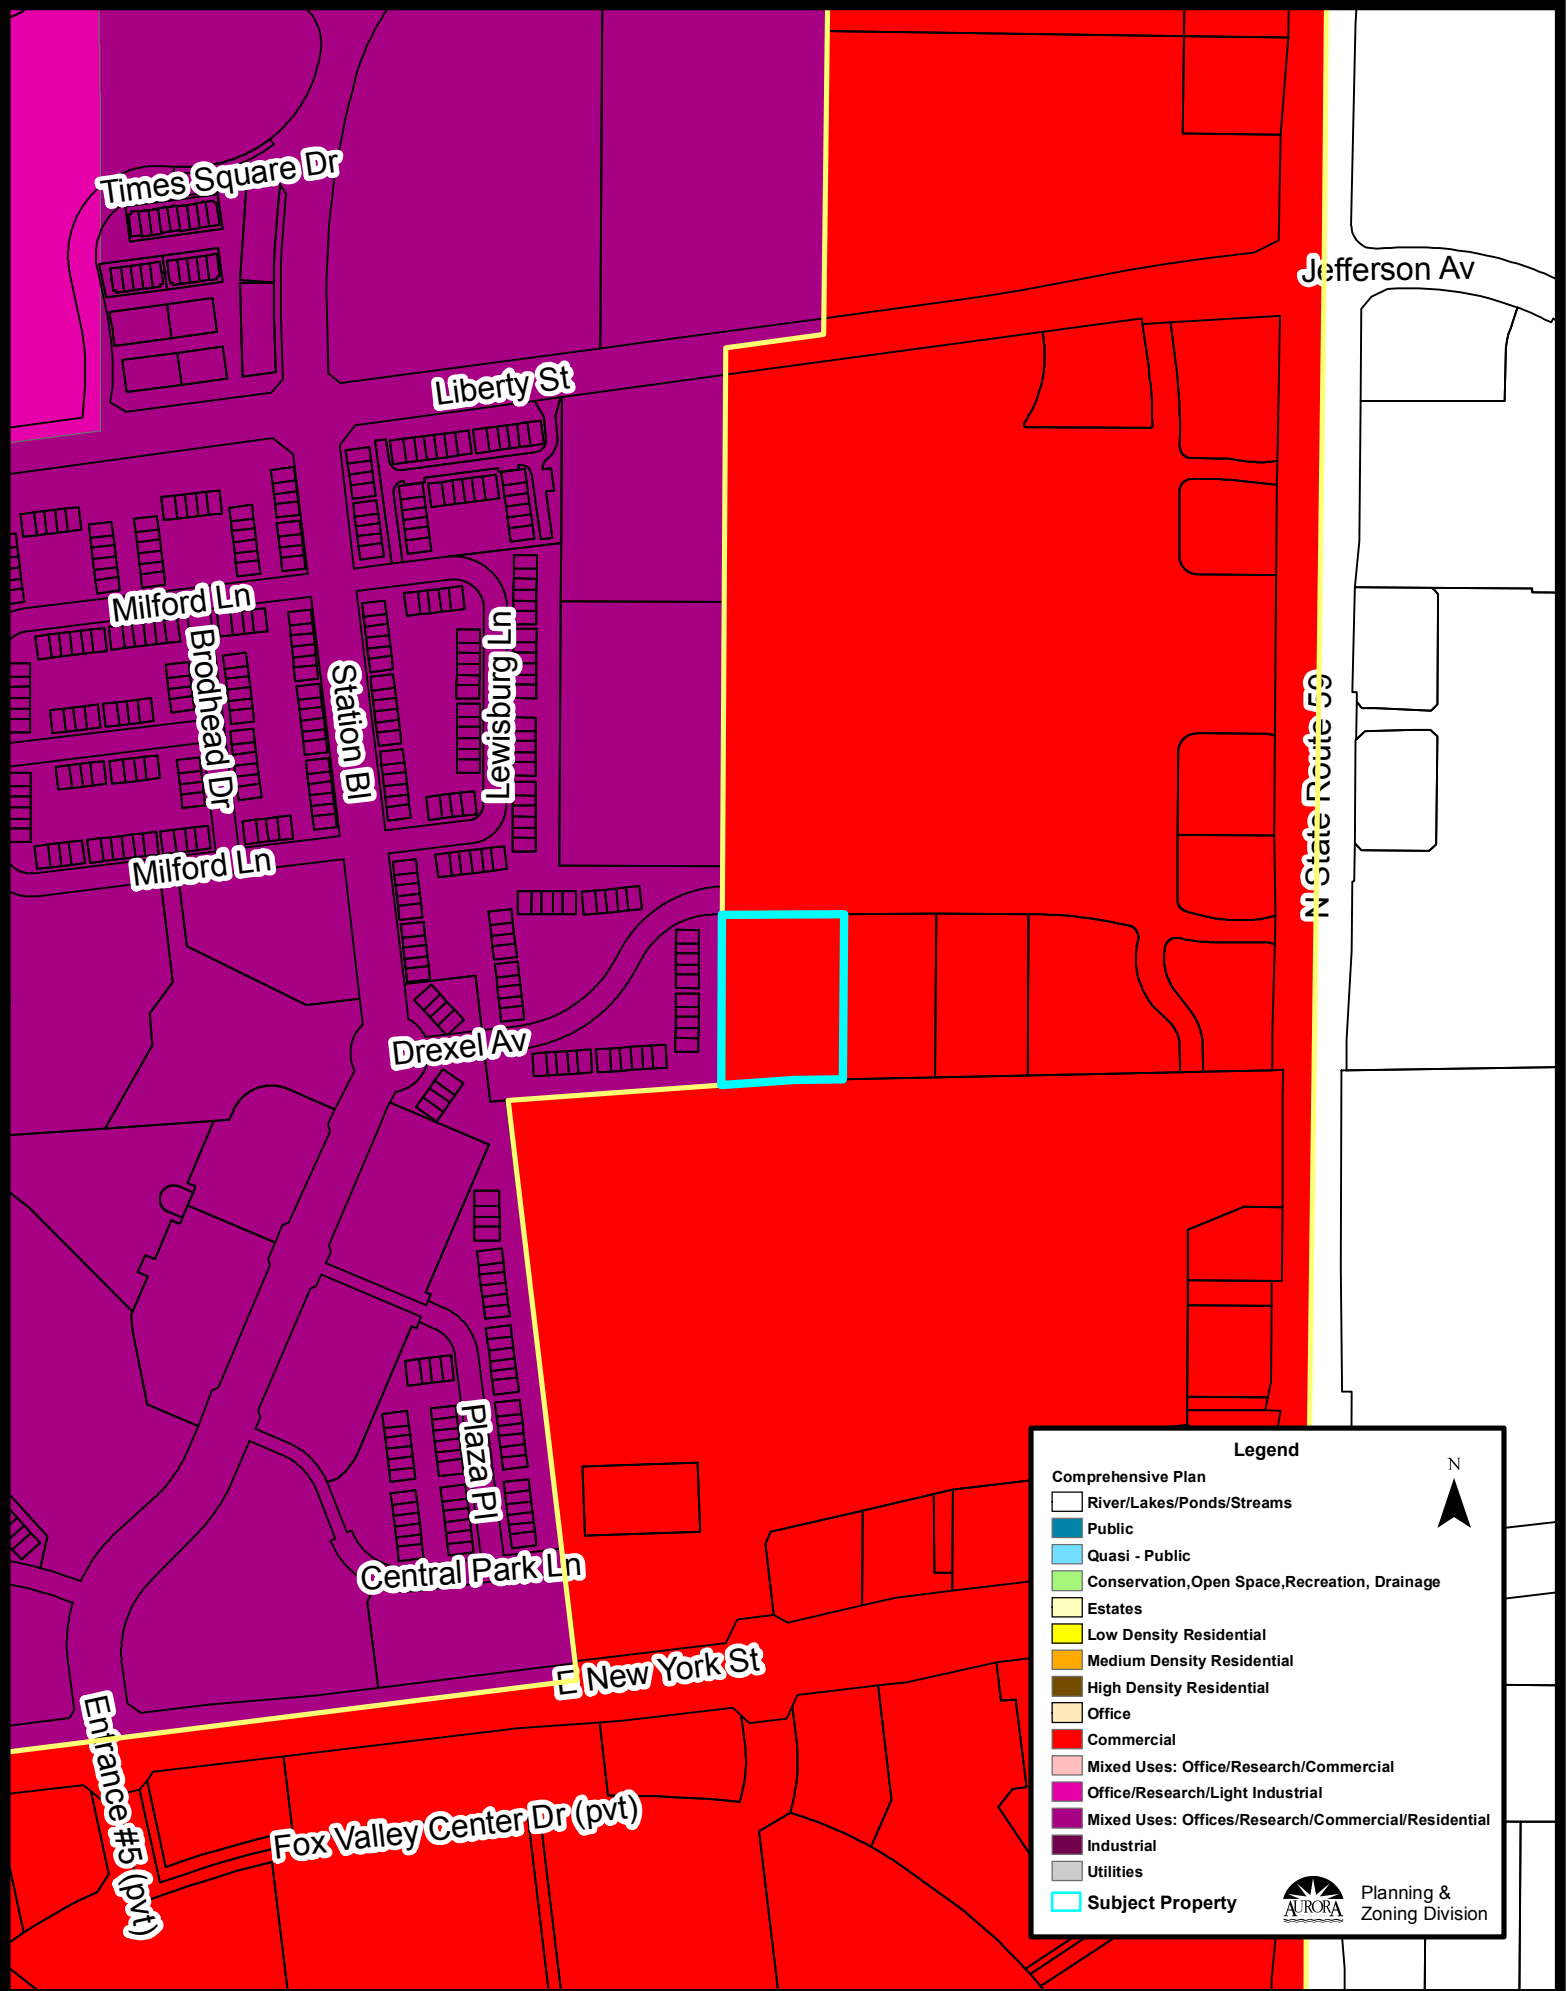 Times Square Dr
Jefferson Av
Liberty St
Milford Ln
Brodhead Dr
Station Bl
Lewisburg Ln
N State Route 59
Milford Ln
Drexel Av
Plaza Pl
Central Park Ln
E New York St
Entrance #5 (pvt)
Fox Valley Center Dr (pvt)
Legend
N
Comprehensive Plan
River/Lakes/Ponds/Streams
Public
Quasi - Public
Conservation,Open Space,Recreation, Drainage
Estates
Low Density Residential
Medium Density Residential
High Density Residential
Office
Commercial
Mixed Uses: Office/Research/Commercial
Office/Research/Light Industrial
Mixed Uses: Offices/Research/Commercial/Residential
Industrial
Utilities
Subject Property
AURORA
Planning &
Zoning Division